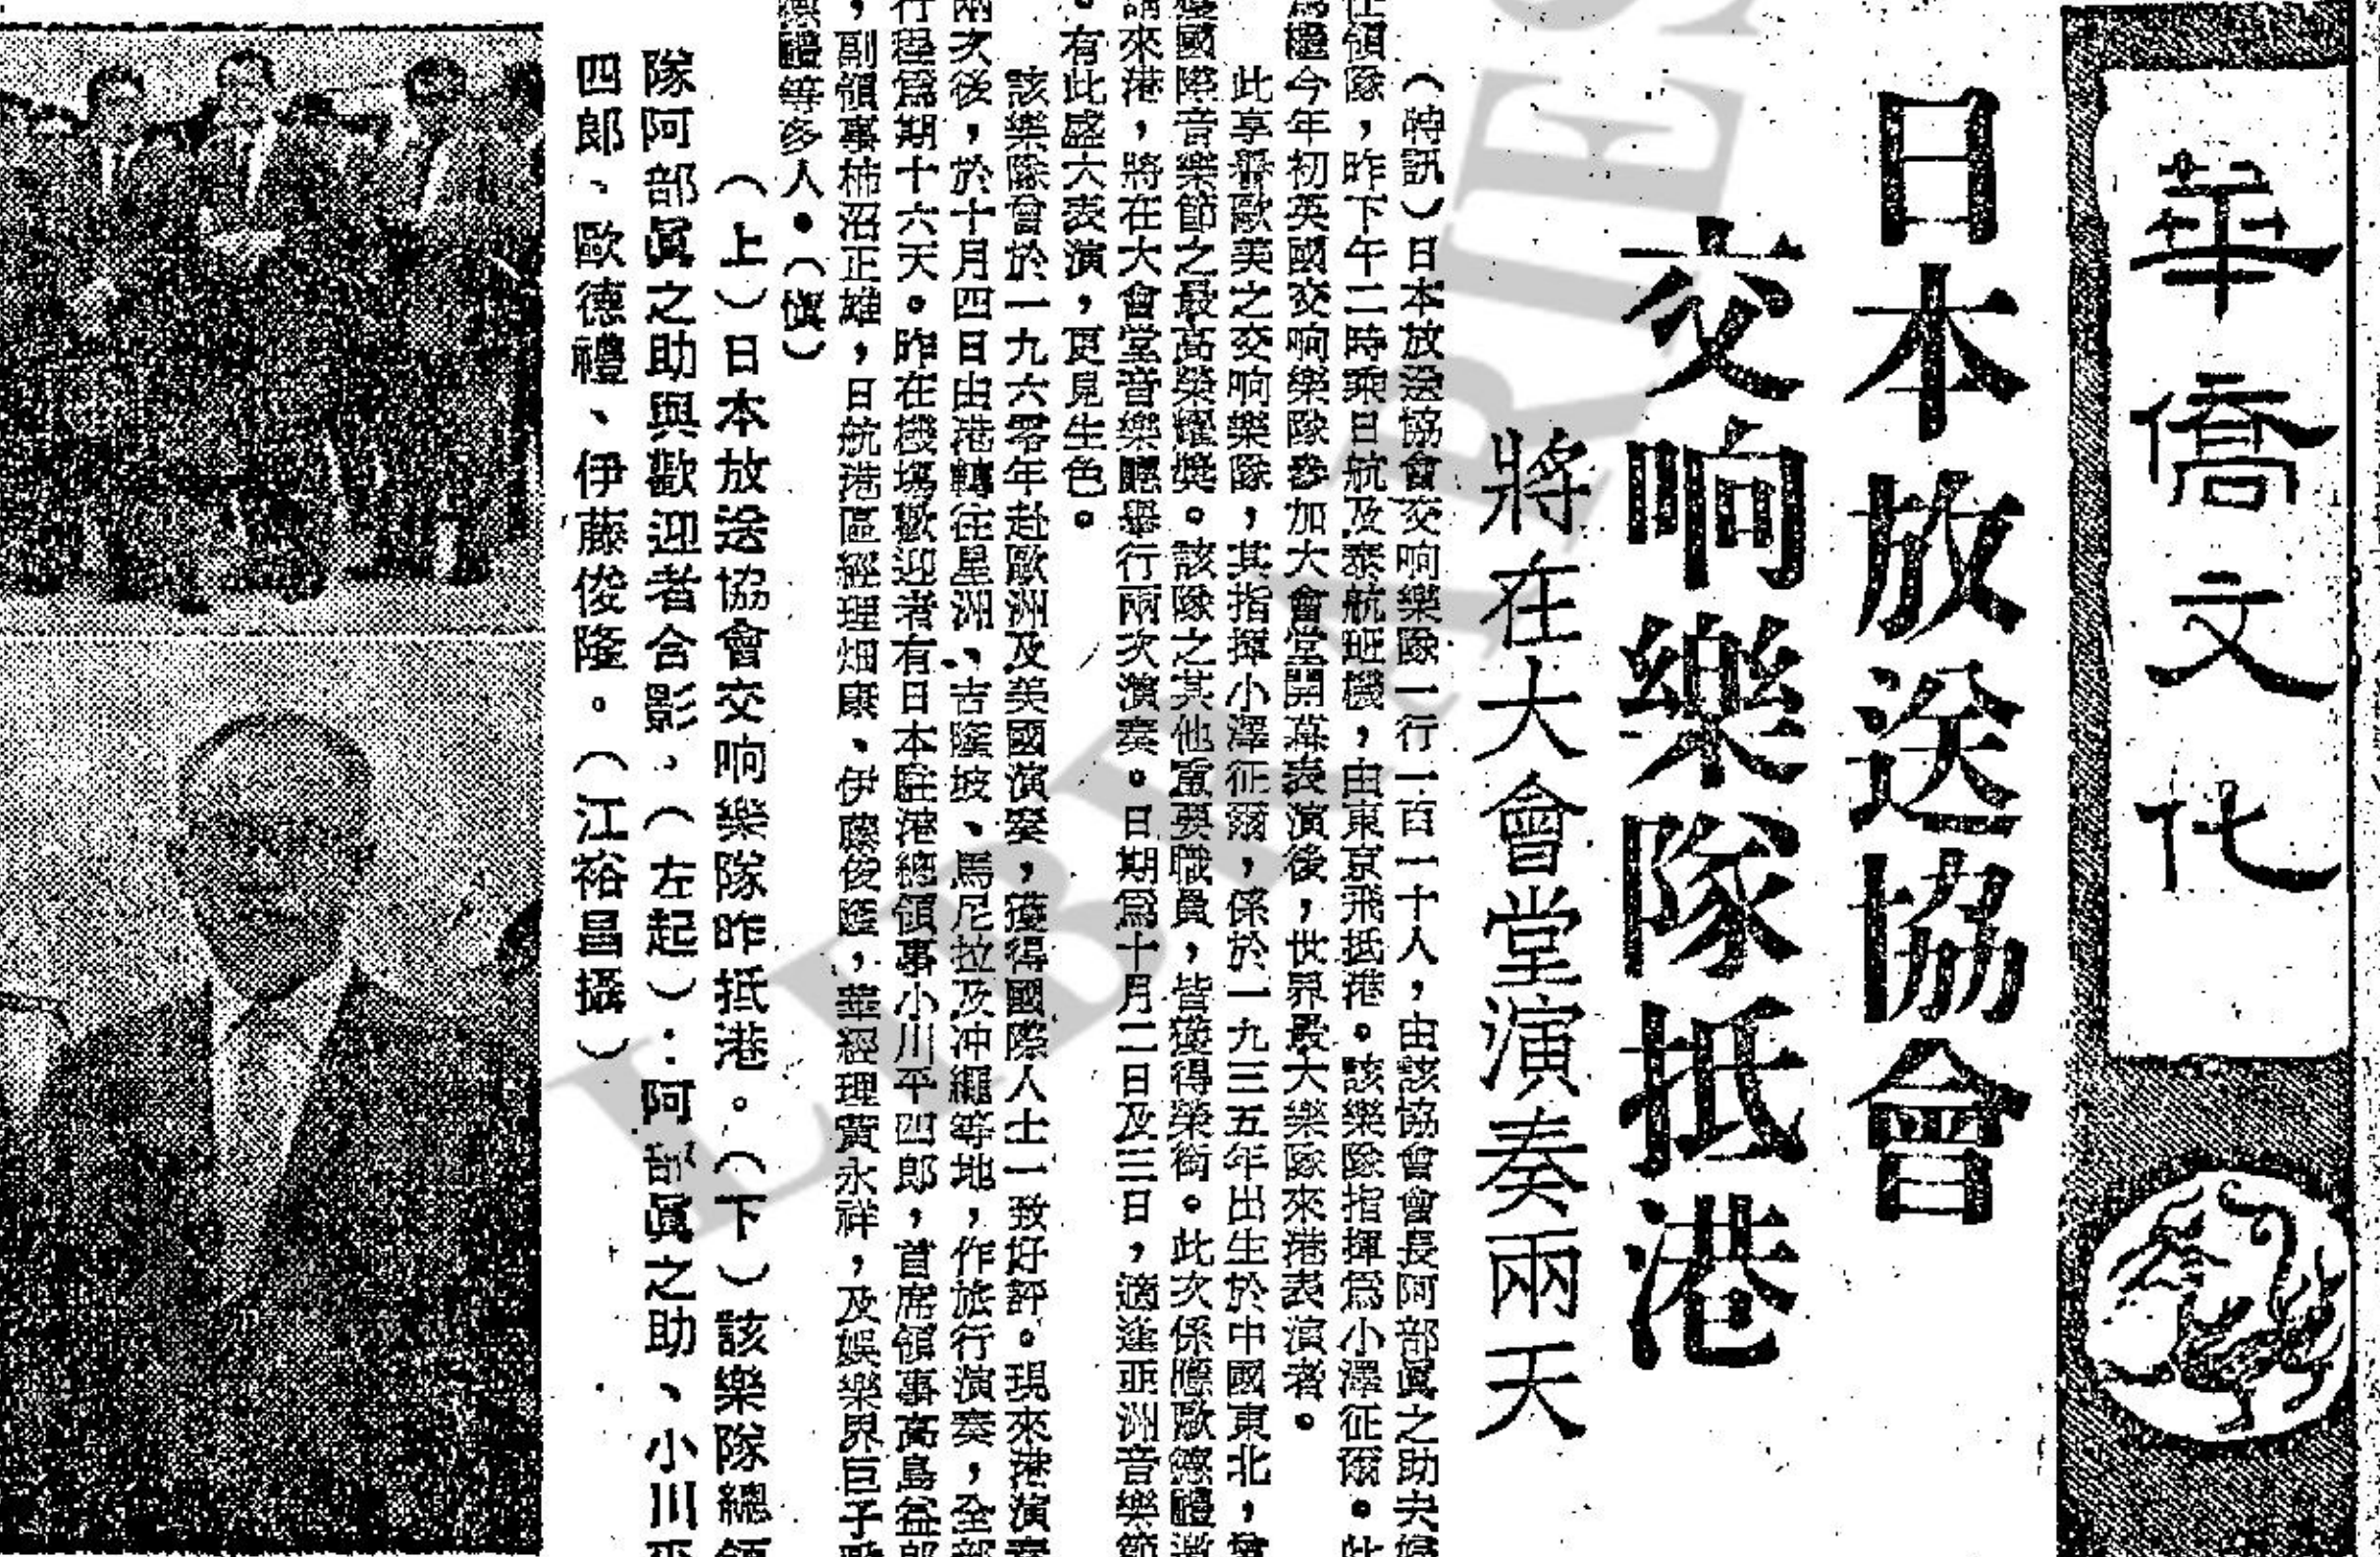 華僑文化
日本放送協會
交响樂隊抵港
將在大會堂演奏兩天
（特訊）日本放送協會交响樂隊一行一百一十人，由該協會會長阿部眞之助夫婦
任領隊，昨下午二時乘日航及泰航班機，由東京飛抵港。該樂隊指揮爲小澤征爾。此
爲繼今年初英國交响樂隊參加大會堂開幕表演後，世界最大樂隊來港表演者。
此享譽歐美之交响樂隊，其指揮小澤征爾，係於一九三五年出生於中國東北，曾
獲國際音樂節之最高榮耀獎。該隊之其他重要職員，皆獲得榮銜。此次係應歐德禮邀
請來港，將在大會堂音樂廳舉行兩次演奏。日期爲十月二日及三日，適逢亞洲音樂節
。有此盛大表演，更見生色。
該樂隊曾於一九六零年赴歐洲及美國演奏，獲得國際人士一致好評。現來港演奏
兩次後，於十月四日由港轉往星洲、吉隆坡、馬尼拉及冲繩等地，作旅行演奏，全部
行程爲期十六天。昨在機塲歡迎者有日本駐港總領事小川平四郎，首席領事高島益郎
，副領事柿沼正雄，日航港區經理畑康、伊藤俊隆，華經理賈永祥，及娛樂界巨子歐
德禮等多人。（愼）
（上）日本放送協會交响樂隊昨抵港。（下）該樂隊總領
隊阿部眞之助與歡迎者合影。（左起）：阿部眞之助、小川平
四郎、歐德禮、伊藤俊隆。（江裕昌攝）
LIBRARIES